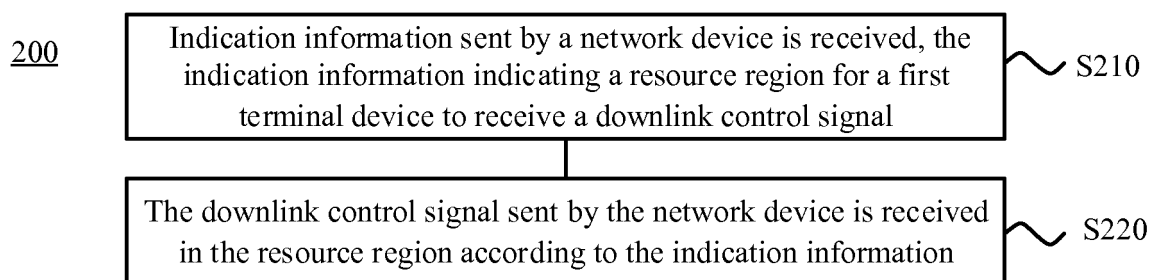 200
Indication information sent by a network device is received, the
indication information indicating a resource region for a first
terminal device to receive a downlink control signal
S210
The downlink control signal sent by the network device is received
in the resource region according to the indication information
S220